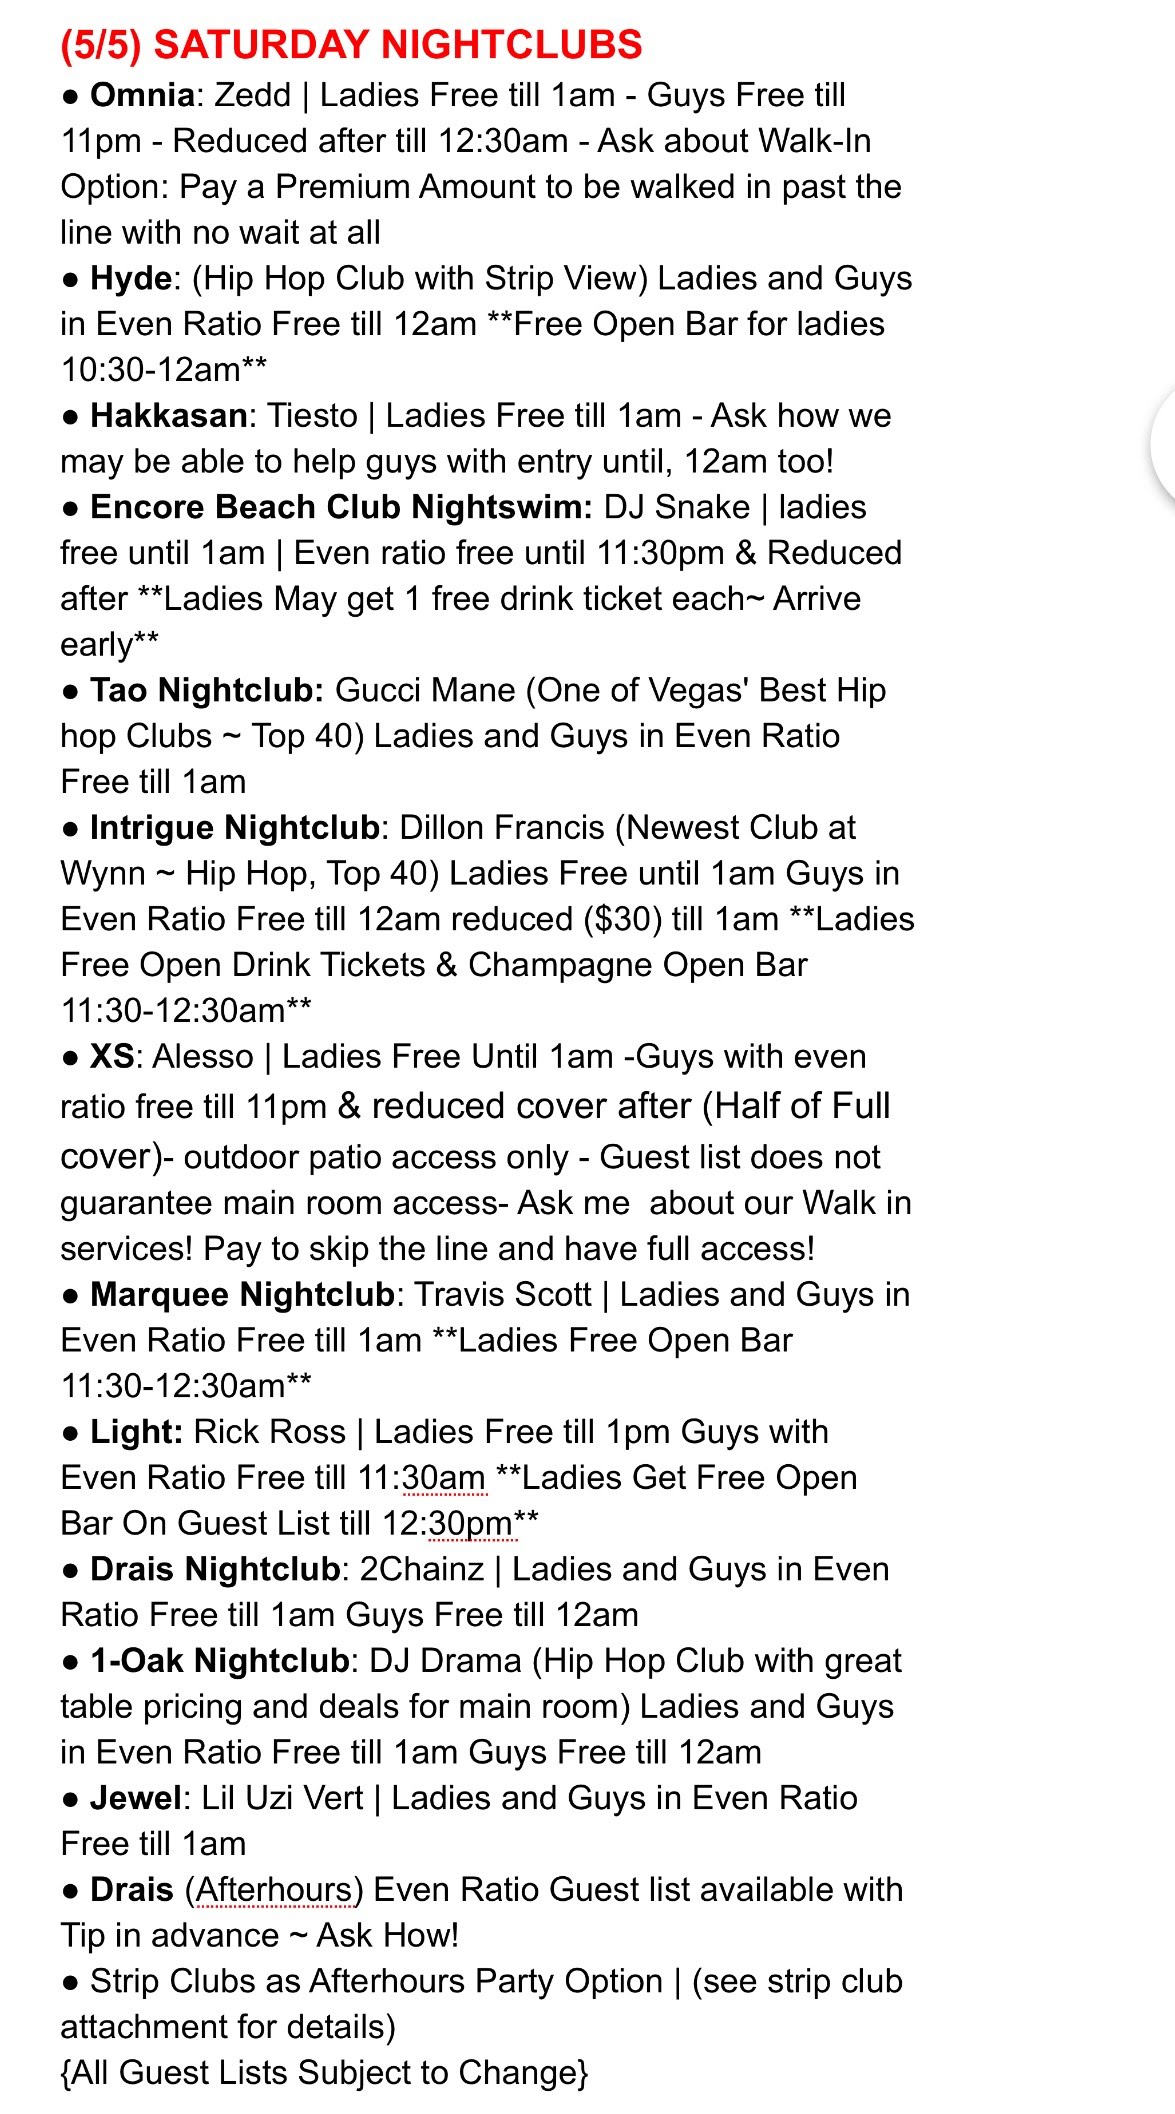 (5/5) SATURDAY NIGHTCLUBS
● Omnia: Zedd | Ladies Free till 1am - Guys Free till
11pm - Reduced after till 12:30am - Ask about Walk-In
Option: Pay a Premium Amount to be walked in past the
line with no wait at all
● Hyde: (Hip Hop Club with Strip View) Ladies and Guys
in Even Ratio Free till 12am **Free Open Bar for ladies
10:30-12am**
● Hakkasan: Tiesto | Ladies Free till 1am - Ask how we
may be able to help guys with entry until, 12am too!
● Encore Beach Club Nightswim: DJ Snake | ladies
free until 1am | Even ratio free until 11:30pm & Reduced
after **Ladies May get 1 free drink ticket each~ Arrive
early**
● Tao Nightclub: Gucci Mane (One of Vegas' Best Hip
hop Clubs ~ Top 40) Ladies and Guys in Even Ratio
Free till 1am
● Intrigue Nightclub: Dillon Francis (Newest Club at
Wynn ~ Hip Hop, Top 40) Ladies Free until 1am Guys in
Even Ratio Free till 12am reduced ($30) till 1am **Ladies
Free Open Drink Tickets & Champagne Open Bar
11:30-12:30am**
● XS: Alesso | Ladies Free Until 1am -Guys with even
ratio free till 11pm & reduced cover after (Half of Full
cover)- outdoor patio access only - Guest list does not
guarantee main room access- Ask me  about our Walk in
services! Pay to skip the line and have full access!
● Marquee Nightclub: Travis Scott | Ladies and Guys in
Even Ratio Free till 1am **Ladies Free Open Bar
11:30-12:30am**
● Light: Rick Ross | Ladies Free till 1pm Guys with
Even Ratio Free till 11:30am **Ladies Get Free Open
Bar On Guest List till 12:30pm**
● Drais Nightclub: 2Chainz | Ladies and Guys in Even
Ratio Free till 1am Guys Free till 12am
● 1-Oak Nightclub: DJ Drama (Hip Hop Club with great
table pricing and deals for main room) Ladies and Guys
in Even Ratio Free till 1am Guys Free till 12am
● Jewel: Lil Uzi Vert | Ladies and Guys in Even Ratio
Free till 1am
● Drais (Afterhours) Even Ratio Guest list available with
Tip in advance ~ Ask How!
● Strip Clubs as Afterhours Party Option | (see strip club
attachment for details)
{All Guest Lists Subject to Change}